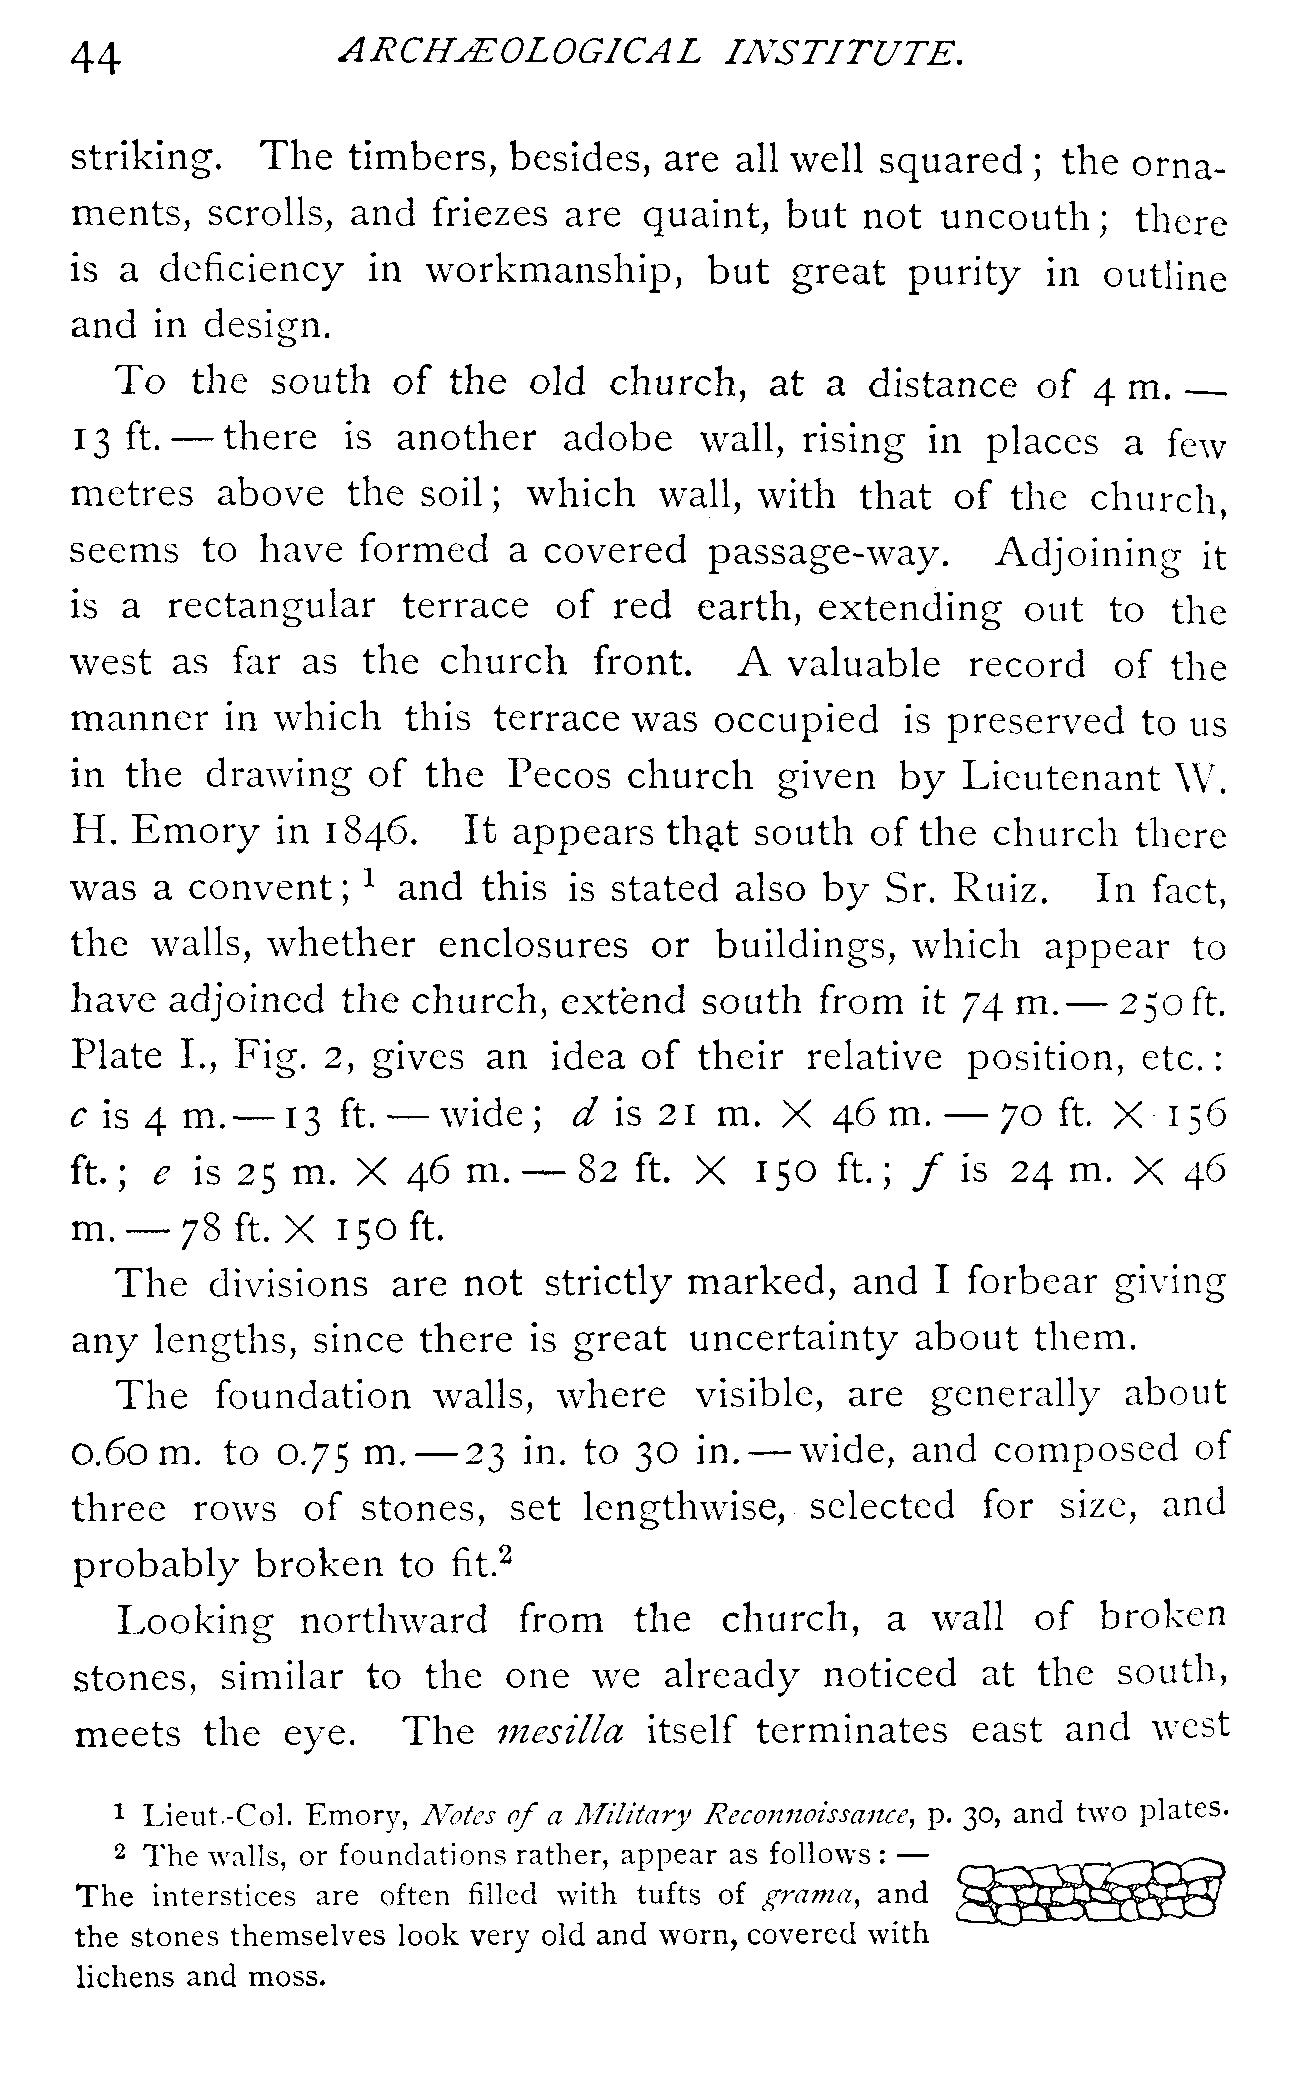 44 ARCHÆOLOGICAL INSTITUTE.
striking. The timbers, besides, are all well squared; the orna-
ments, scrolls, and friezes are quaint, but not uncouth; there
is a deficiency in workmanship, but great purity in outline
and in design.
To the south of the old church, at a distance of 4 m. —
13 ft. — there is another adobe wall, rising in places a few
metres above the soil; which wall, with that of the church,
seems to have formed a covered passage-way. Adjoining it
is a rectangular terrace of red earth, extending out to the
west as far as the church front. A valuable record of the
manner in which this terrace was occupied is preserved to us
in the drawing of the Pecos church given by Lieutenant W.
H. Emory in 1846. It appears that south of the church there
was a convent; ¹ and this is stated also by Sr. Ruiz. In fact,
the walls, whether enclosures or buildings, which appear to
have adjoined the church, extend south from it 74 m. — 250 ft.
Plate I., Fig. 2, gives an idea of their relative position, etc.:
c is 4 m. — 13 ft. — wide; d is 21 m. × 46 m. — 70 ft. × 156
ft.; e is 25 m. × 46 m. — 82 ft. × 150 ft.; f is 24 m. × 46
m. — 78 ft. × 150 ft.
The divisions are not strictly marked, and I forbear giving
any lengths, since there is great uncertainty about them.
The foundation walls, where visible, are generally about
0.60 m. to 0.75 m. — 23 in. to 30 in. — wide, and composed of
three rows of stones, set lengthwise, selected for size, and
probably broken to fit.²
Looking northward from the church, a wall of broken
stones, similar to the one we already noticed at the south,
meets the eye. The mesilla itself terminates east and west
¹ Lieut.-Col. Emory, Notes of a Military Reconnoissance, p. 30, and two plates.
² The walls, or foundations rather, appear as follows: —
The interstices are often filled with tufts of grama, and
the stones themselves look very old and worn, covered with
lichens and moss.